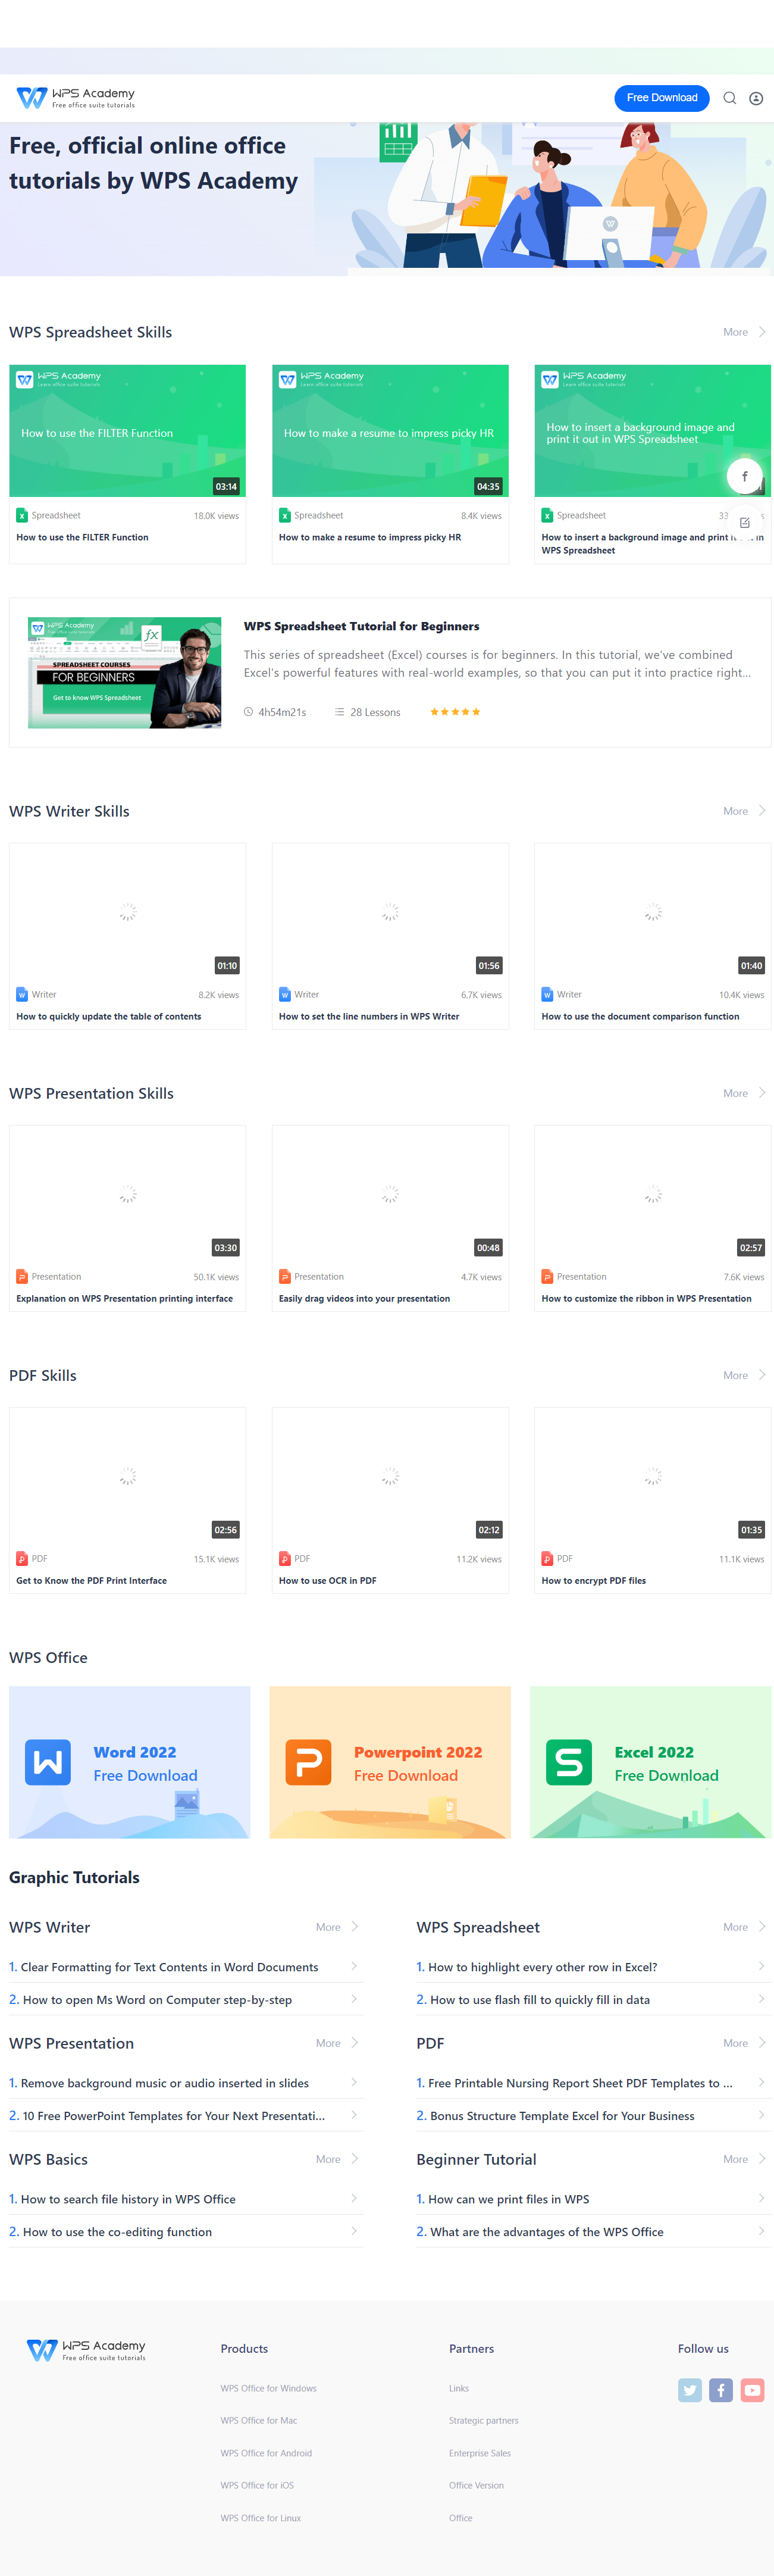 WPS Academy
Free office suite tutorials
Free Download
Free, official online office
tutorials by WPS Academy
WPS Spreadsheet Skills
More
WPS Academy
Learn office suite tutorials
How to use the FILTER Function
03:14
Spreadsheet
18.0K views
How to use the FILTER Function
WPS Academy
Learn office suite tutorials
How to make a resume to impress picky HR
04:35
Spreadsheet
8.4K views
How to make a resume to impress picky HR
WPS Academy
Learn office suite tutorials
How to insert a background image and
print it out in WPS Spreadsheet
Spreadsheet
How to insert a background image and print
WPS Spreadsheet
WPS Academy
SPREADSHEET COURSES
FOR BEGINNERS
Get to know WPS Spreadsheet
fx
WPS Spreadsheet Tutorial for Beginners
This series of spreadsheet (Excel) courses is for beginners. In this tutorial, we've combined
Excel's powerful features with real-world examples, so that you can put it into practice right...
4h54m21s
28 Lessons
WPS Writer Skills
More
01:10
Writer
8.2K views
How to quickly update the table of contents
01:56
Writer
6.7K views
How to set the line numbers in WPS Writer
01:40
Writer
10.4K views
How to use the document comparison function
WPS Presentation Skills
More
03:30
Presentation
50.1K views
Explanation on WPS Presentation printing interface
00:48
Presentation
4.7K views
Easily drag videos into your presentation
02:57
Presentation
7.6K views
How to customize the ribbon in WPS Presentation
PDF Skills
More
02:56
PDF
15.1K views
Get to Know the PDF Print Interface
02:12
PDF
11.2K views
How to use OCR in PDF
01:35
PDF
11.1K views
How to encrypt PDF files
WPS Office
Word 2022
Free Download
Powerpoint 2022
Free Download
Excel 2022
Free Download
Graphic Tutorials
WPS Writer
More
1. Clear Formatting for Text Contents in Word Documents
2. How to open Ms Word on Computer step-by-step
WPS Spreadsheet
More
1. How to highlight every other row in Excel?
2. How to use flash fill to quickly fill in data
WPS Presentation
More
1. Remove background music or audio inserted in slides
2. 10 Free PowerPoint Templates for Your Next Presentati...
PDF
More
1. Free Printable Nursing Report Sheet PDF Templates to ...
2. Bonus Structure Template Excel for Your Business
WPS Basics
More
1. How to search file history in WPS Office
2. How to use the co-editing function
Beginner Tutorial
More
1. How can we print files in WPS
2. What are the advantages of the WPS Office
WPS Academy
Free office suite tutorials
Products
WPS Office for Windows
WPS Office for Mac
WPS Office for Android
WPS Office for iOS
WPS Office for Linux
Partners
Links
Strategic partners
Enterprise Sales
Office Version
Office
Follow us